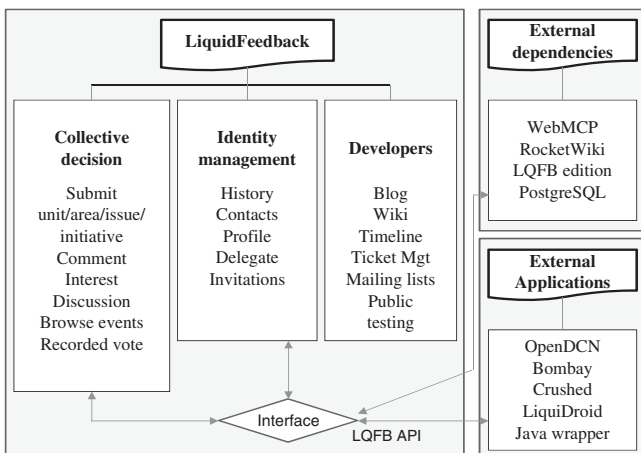 LiquidFeedback
Collective
decision
Submit
unit/area/issue/
initiative
Comment
Interest
Discussion
Browse events
Recorded vote
Identity
management
History
Contacts
Profile
Delegate
Invitations
Developers
Blog
Wiki
Timeline
Ticket Mgt
Mailing lists
Public
testing
Interface
LQFB API
External
dependencies
WebMCP
RocketWiki
LQFB edition
PostgreSQL
External
Applications
OpenDCN
Bombay
Crushed
LiquiDroid
Java wrapper